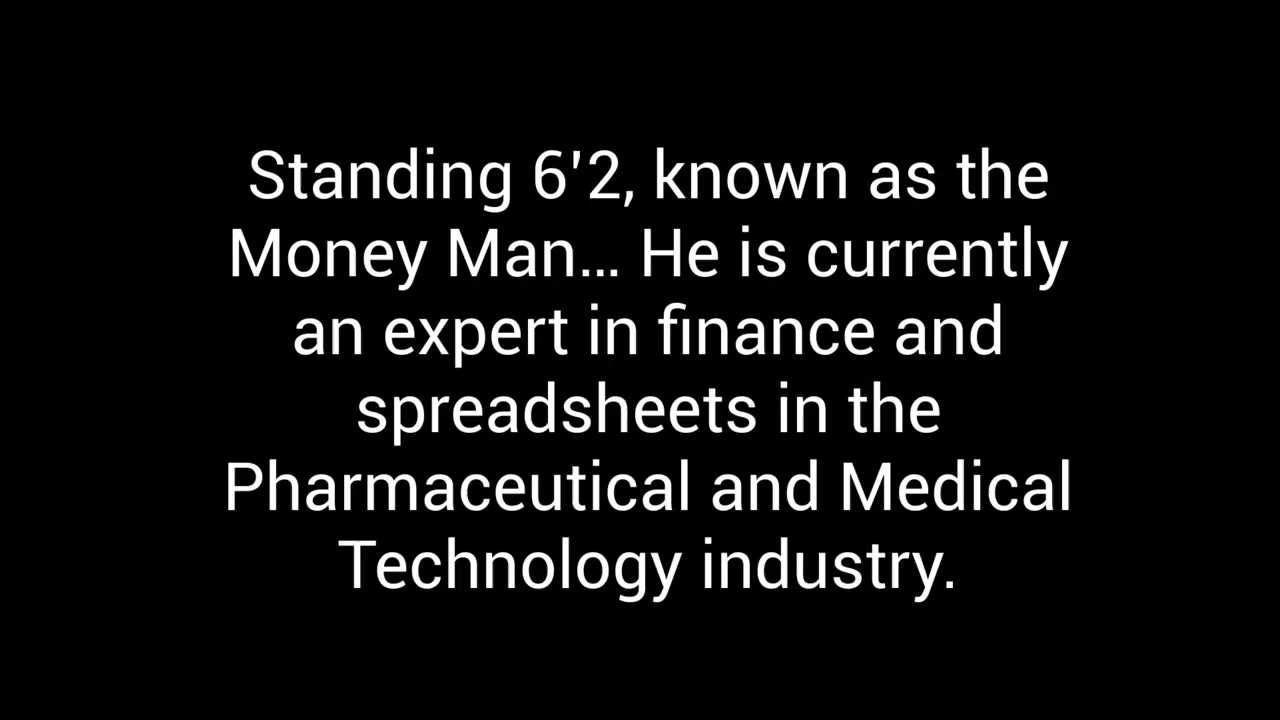 Standing 6'2, known as the
Money Man... He is currently
an expert in finance and
spreadsheets in the
Pharmaceutical and Medical
Technology industry.